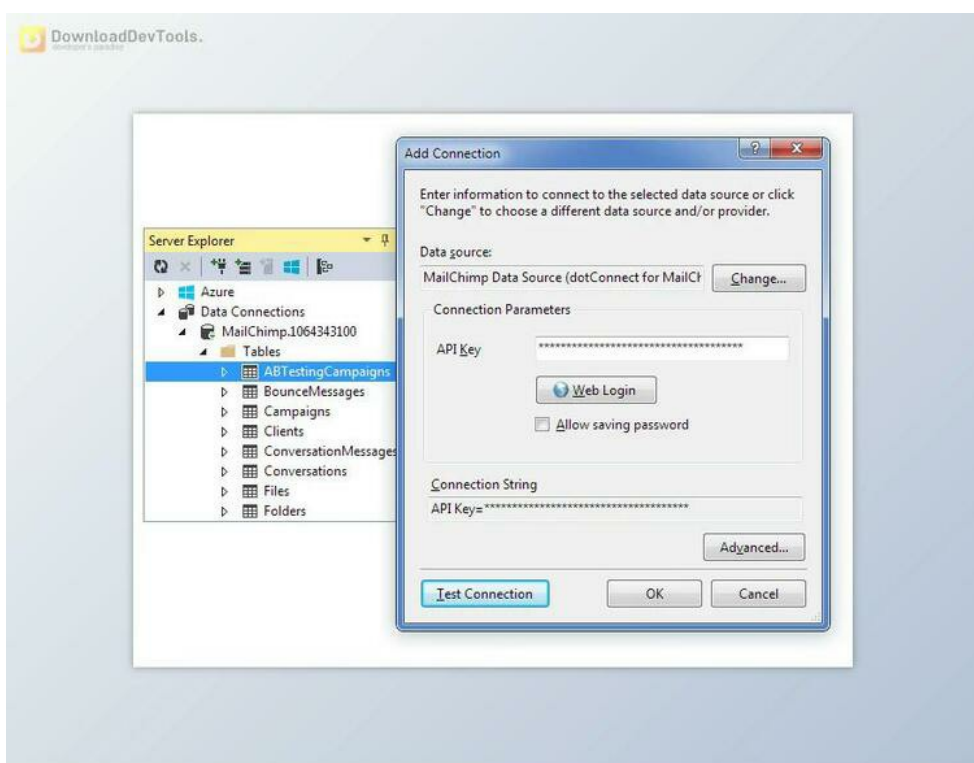 DownloadDevTools.
developer's paradise
Add Connection
Enter information to connect to the selected data source or click
"Change" to choose a different data source and/or provider.
Data source:
MailChimp Data Source (dotConnect for MailCh
Change...
Connection Parameters
API Key
*************************************
Web Login
Allow saving password
Connection String
API Key=*************************************
Advanced...
Test Connection
OK
Cancel
Server Explorer
Azure
Data Connections
MailChimp.1064343100
Tables
ABTestingCampaigns
BounceMessages
Campaigns
Clients
ConversationMessages
Conversations
Files
Folders